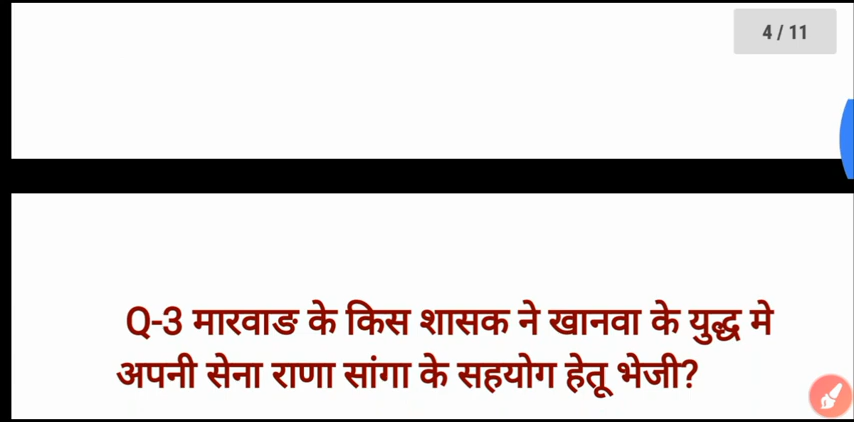 4 / 11
Q-3 मारवाङ के किस शासक ने खानवा के युद्ध मे
अपनी सेना राणा सांगा के सहयोग हेतू भेजी?